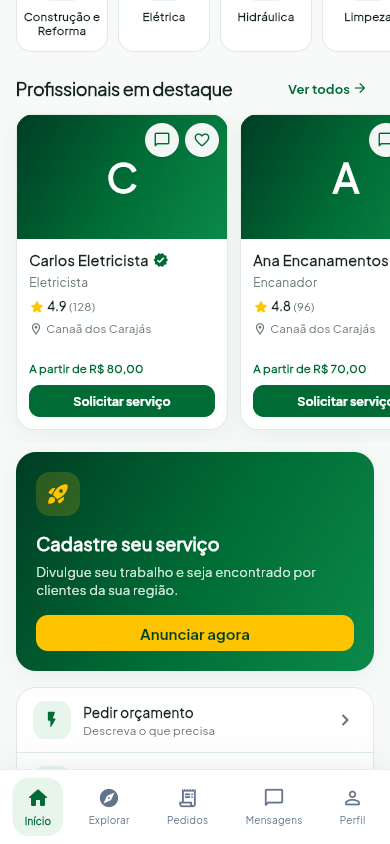 Construção e
Reforma
Elétrica
Hidráulica
Limpeza
Profissionais em destaque
Ver todos
C
A
Carlos Eletricista
Eletricista
4.9 (128)
Canaã dos Carajás
A partir de R$ 80,00
Solicitar serviço
Ana Encanamentos
Encanador
4.8 (96)
Canaã dos Carajás
A partir de R$ 70,00
Solicitar serviço
Cadastre seu serviço
Divulgue seu trabalho e seja encontrado por
clientes da sua região.
Anunciar agora
Pedir orçamento
Descreva o que precisa
Início
Explorar
Pedidos
Mensagens
Perfil